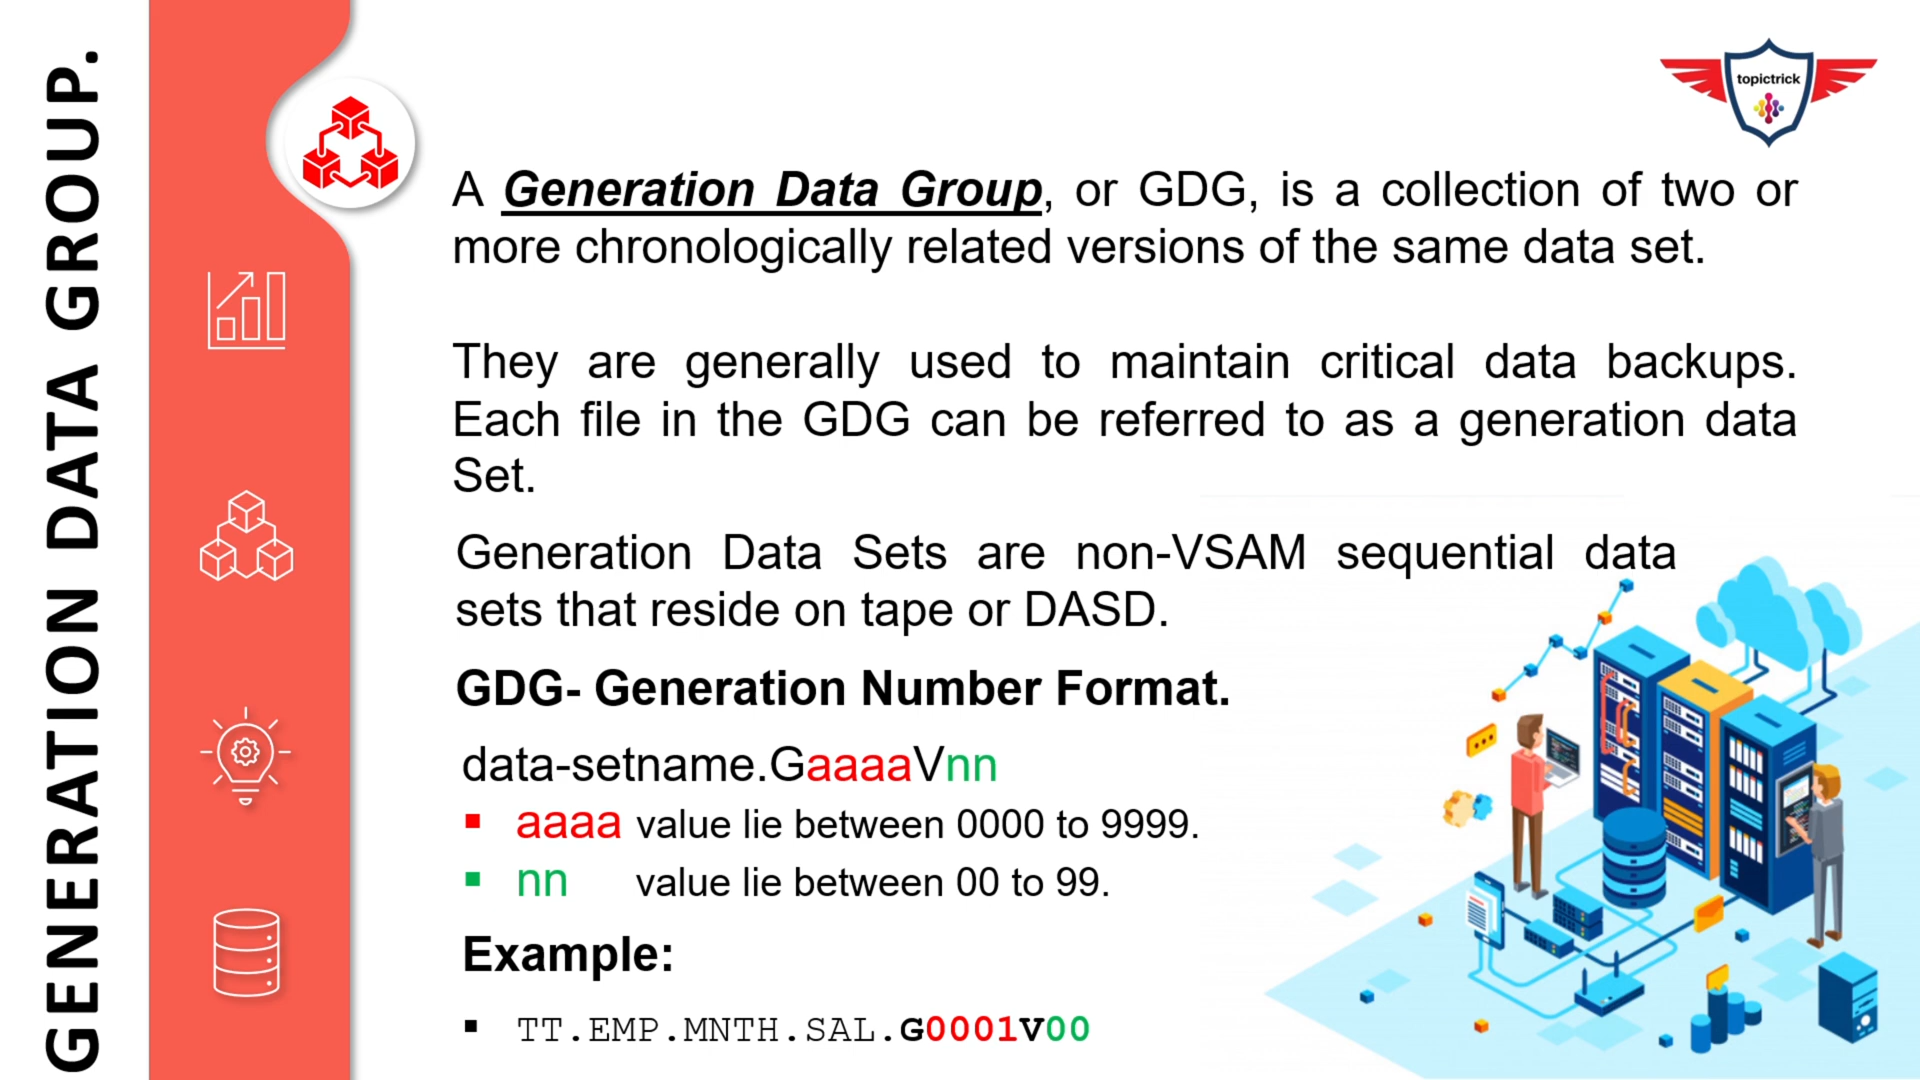 GENERATION DATA GROUP.
topictrick
A Generation Data Group, or GDG, is a collection of two or
more chronologically related versions of the same data set.
They are generally used to maintain critical data backups.
Each file in the GDG can be referred to as a generation data
Set.
Generation Data Sets are non-VSAM sequential data
sets that reside on tape or DASD.
GDG- Generation Number Format.
data-setname.GaaaaVnn
▪ aaaa value lie between 0000 to 9999.
▪ nn value lie between 00 to 99.
Example:
▪ TT.EMP.MNTH.SAL.G0001V00